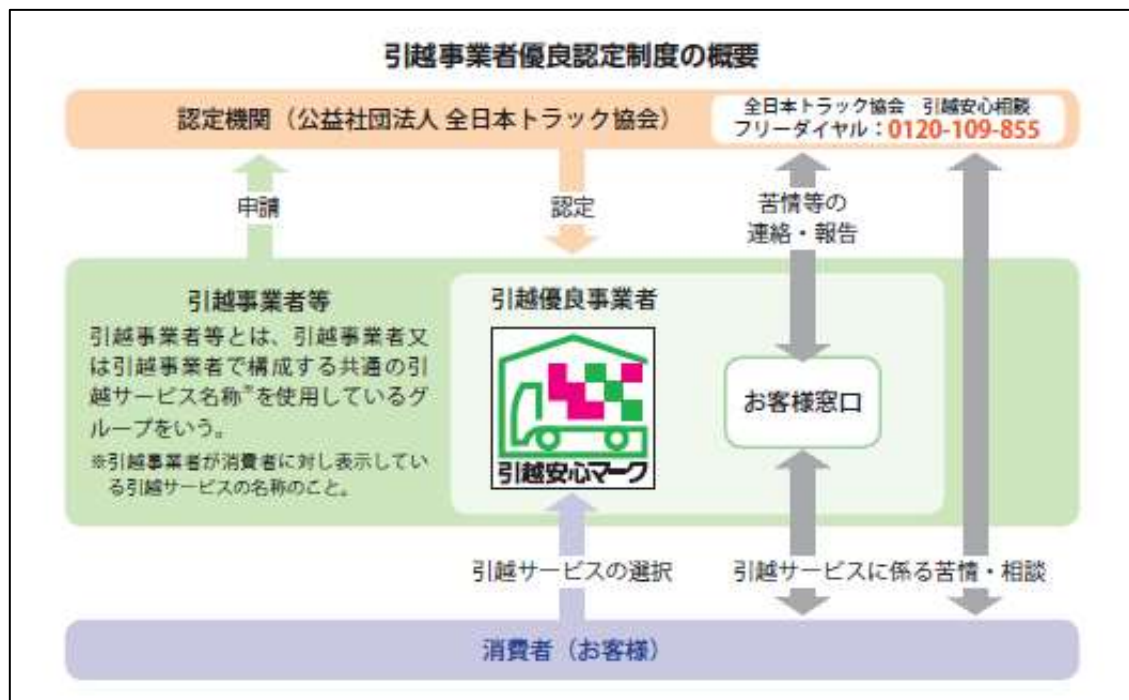 引越事業者優良認定制度の概要
認定機関（公益社団法人 全日本トラック協会）
全日本トラック協会　引越安心相談
フリーダイヤル：0120-109-855
申請
認定
苦情等の
連絡・報告
引越事業者等
引越事業者等とは、引越事業者又
は引越事業者で構成する共通の引
越サービス名称※を使用しているグ
ループをいう。
※引越事業者が消費者に対し表示してい
る引越サービスの名称のこと。
引越優良事業者
引越安心マーク
お客様窓口
引越サービスの選択
引越サービスに係る苦情・相談
消費者（お客様）